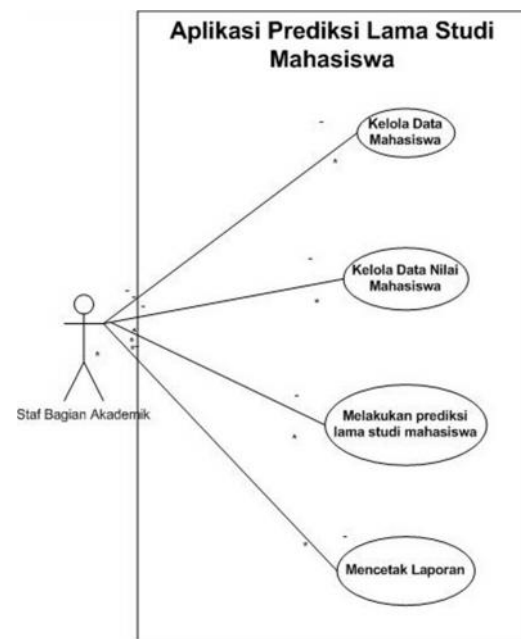 Aplikasi Prediksi Lama Studi
Mahasiswa
Kelola Data
Mahasiswa
Kelola Data Nilai
Mahasiswa
Staf Bagian Akademik
Melakukan prediksi
lama studi mahasiswa
Mencetak Laporan